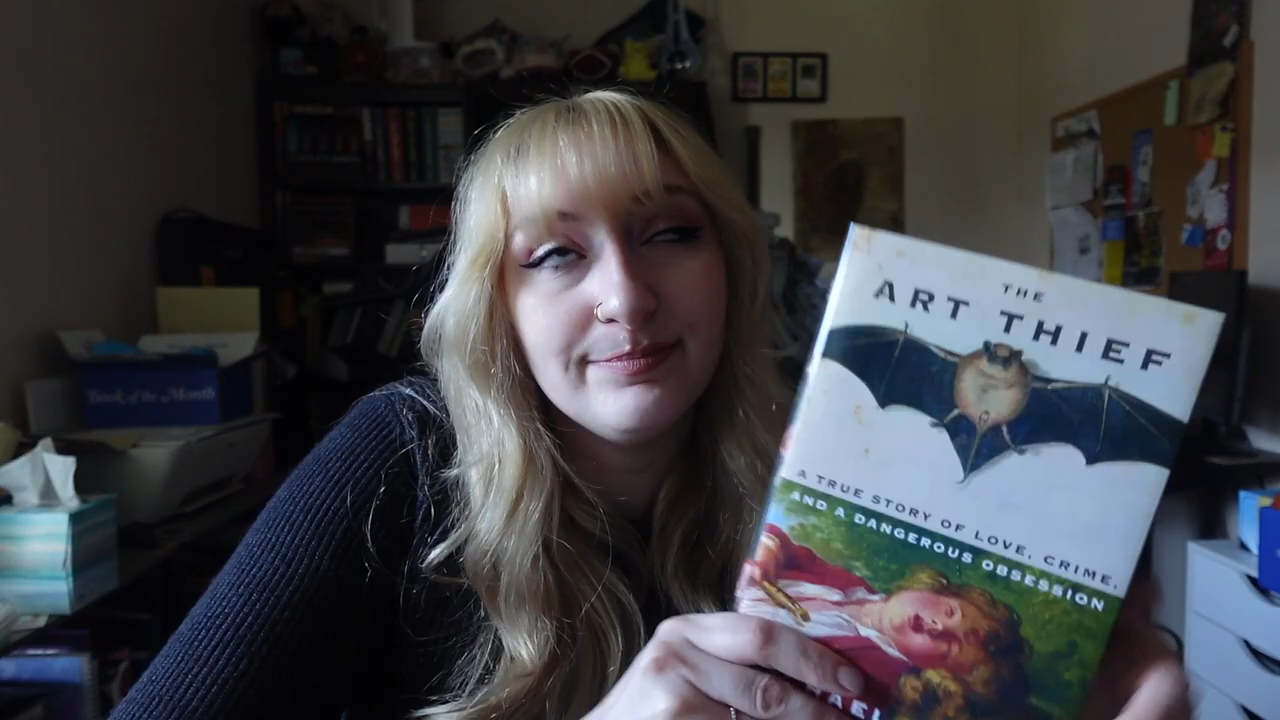 Book of the Month
THE
ART THIEF
A TRUE STORY OF LOVE, CRIME,
AND A DANGEROUS OBSESSION